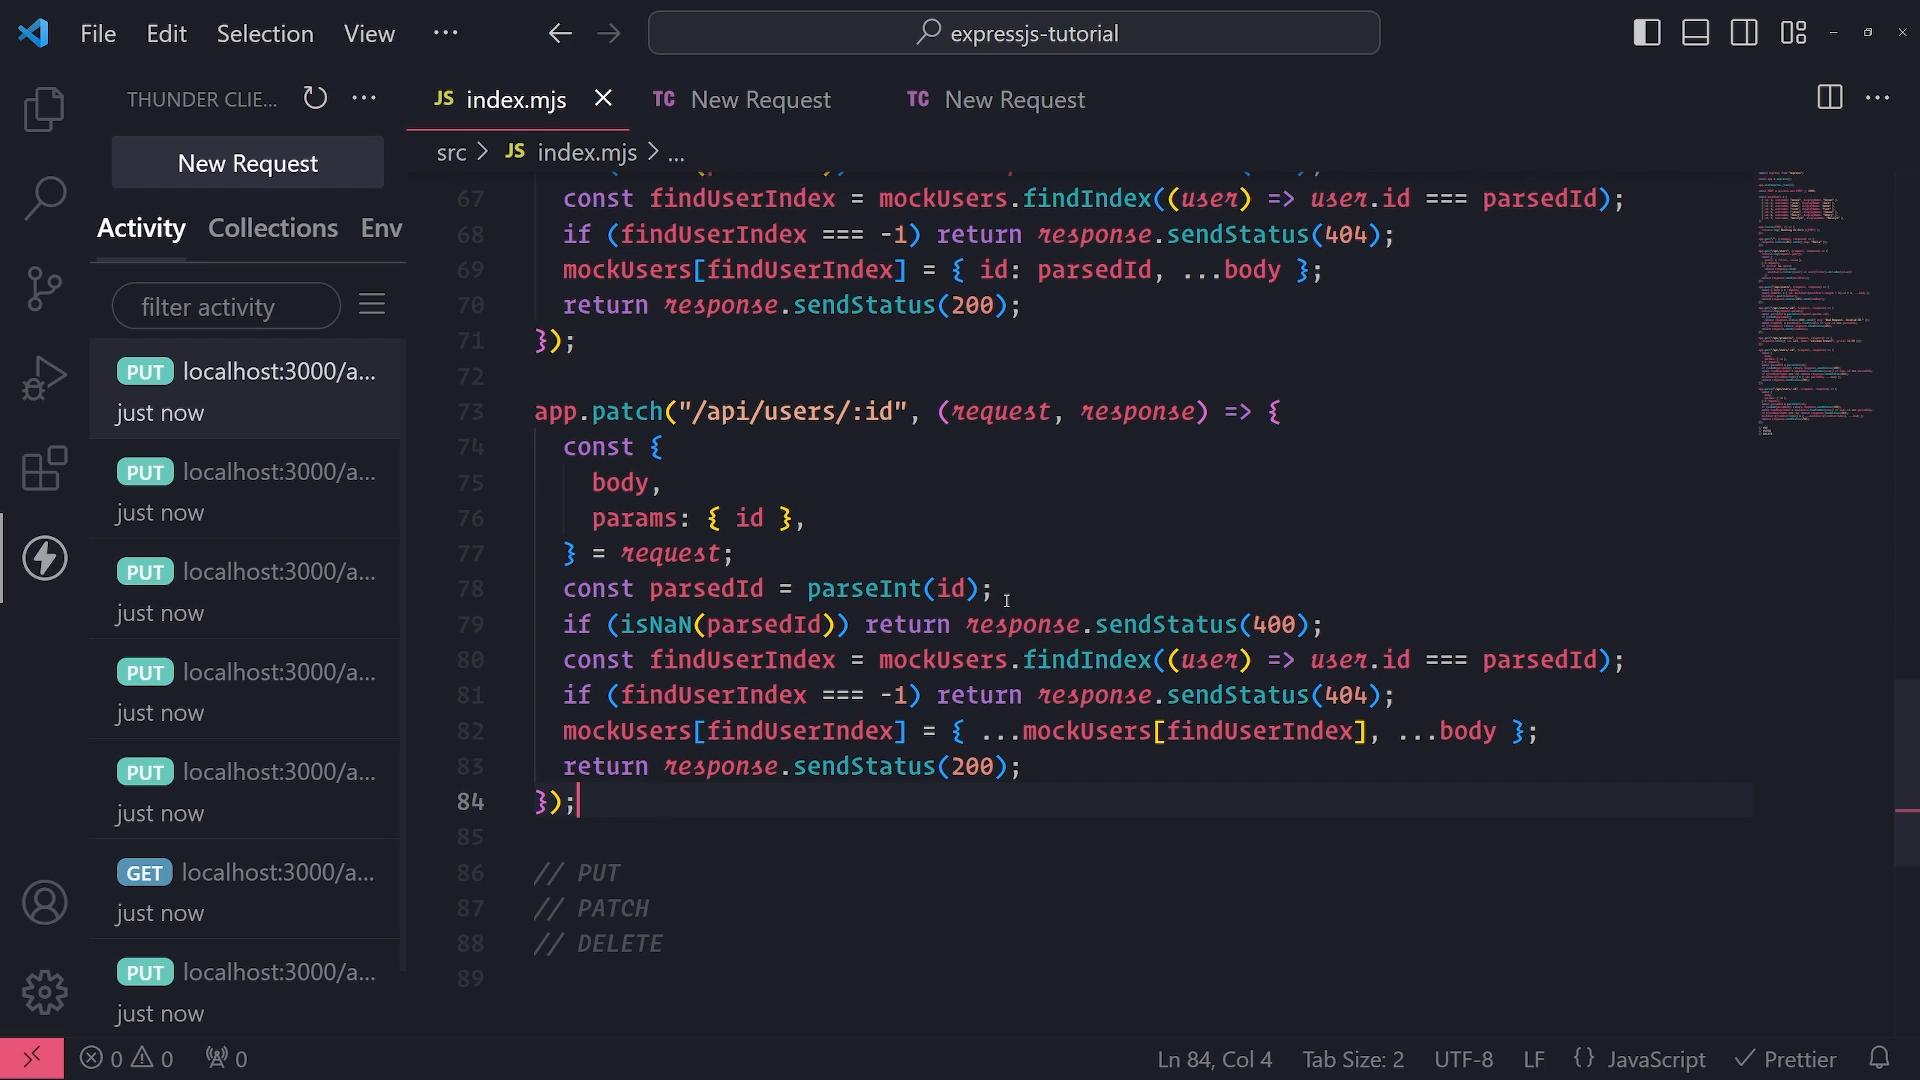 File Edit Selection View ...
expressjs-tutorial
THUNDER CLIE...
New Request
Activity Collections Env
filter activity
PUT localhost:3000/a...
just now
PUT localhost:3000/a...
just now
PUT localhost:3000/a...
just now
PUT localhost:3000/a...
just now
PUT localhost:3000/a...
just now
GET localhost:3000/a...
just now
PUT localhost:3000/a...
just now
JS index.mjs TC New Request TC New Request
src > JS index.mjs > ...
67 const findUserIndex = mockUsers.findIndex((user) => user.id === parsedId);
68 if (findUserIndex === -1) return response.sendStatus(404);
69 mockUsers[findUserIndex] = { id: parsedId, ...body };
70 return response.sendStatus(200);
71 });
72
73 app.patch("/api/users/:id", (request, response) => {
74 const {
75 body,
76 params: { id },
77 } = request;
78 const parsedId = parseInt(id);
79 if (isNaN(parsedId)) return response.sendStatus(400);
80 const findUserIndex = mockUsers.findIndex((user) => user.id === parsedId);
81 if (findUserIndex === -1) return response.sendStatus(404);
82 mockUsers[findUserIndex] = { ...mockUsers[findUserIndex], ...body };
83 return response.sendStatus(200);
84 });
85
86 // PUT
87 // PATCH
88 // DELETE
89
0 0 0 Ln 84, Col 4 Tab Size: 2 UTF-8 LF {} JavaScript Prettier